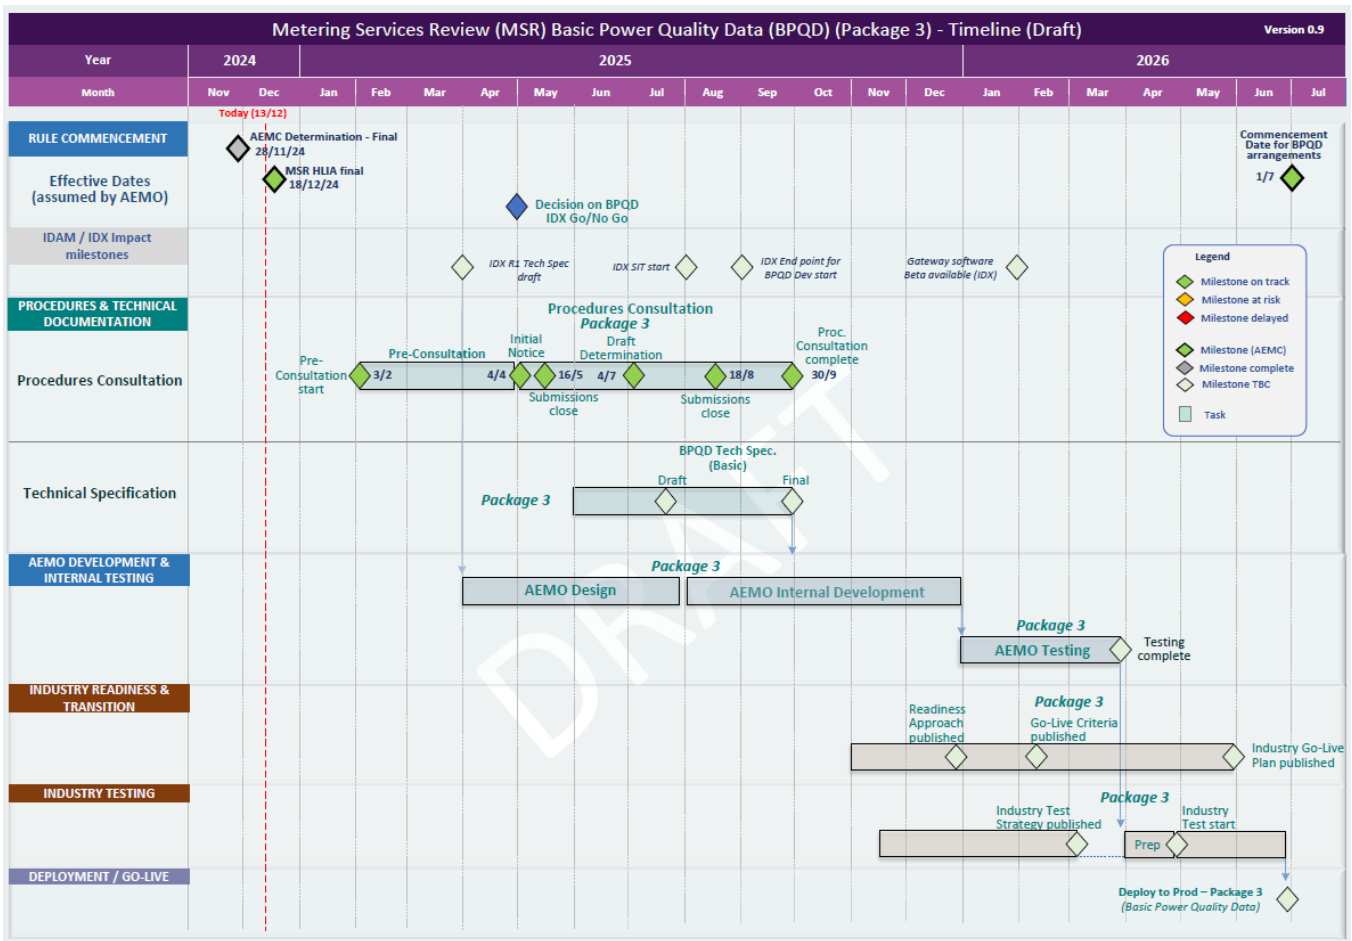 Metering Services Review (MSR) Basic Power Quality Data (BPQD) (Package 3) - Timeline (Draft)
Version 0.9
Year
2024
2025
2026
Month
Nov
Dec
Jan
Feb
Mar
Apr
May
Jun
Jul
Aug
Sep
Oct
Nov
Dec
Jan
Feb
Mar
Apr
May
Jun
Jul
Today (13/12)
RULE COMMENCEMENT
Effective Dates
(assumed by AEMO)
AEMC Determination - Final
28/11/24
MSR HLIA final
18/12/24
Decision on BPQD
IDX Go/No Go
Commencement
Date for BPQD
arrangements
1/7
IDAM / IDX Impact
milestones
IDX R1 Tech Spec
draft
IDX SIT start
IDX End point for
BPQD Dev start
Gateway software
Beta available (IDX)
Legend
Milestone on track
Milestone at risk
Milestone delayed
Milestone (AEMC)
Milestone complete
Milestone TBC
Task
PROCEDURES & TECHNICAL
DOCUMENTATION
Procedures Consultation
Procedures Consultation
Package 3
Pre-
Consultation
start
3/2
Pre-Consultation
4/4
Initial
Notice
16/5
Submissions
close
Draft
Determination
4/7
18/8
Submissions
close
Proc.
Consultation
complete
30/9
Technical Specification
BPQD Tech Spec.
(Basic)
Package 3
Draft
Final
DRAFT
AEMO DEVELOPMENT &
INTERNAL TESTING
Package 3
AEMO Design
AEMO Internal Development
Package 3
AEMO Testing
Testing
complete
INDUSTRY READINESS &
TRANSITION
Package 3
Readiness
Approach
published
Go-Live Criteria
published
Industry Go-Live
Plan published
INDUSTRY TESTING
Package 3
Industry Test
Strategy published
Prep
Industry
Test start
DEPLOYMENT / GO-LIVE
Deploy to Prod – Package 3
(Basic Power Quality Data)